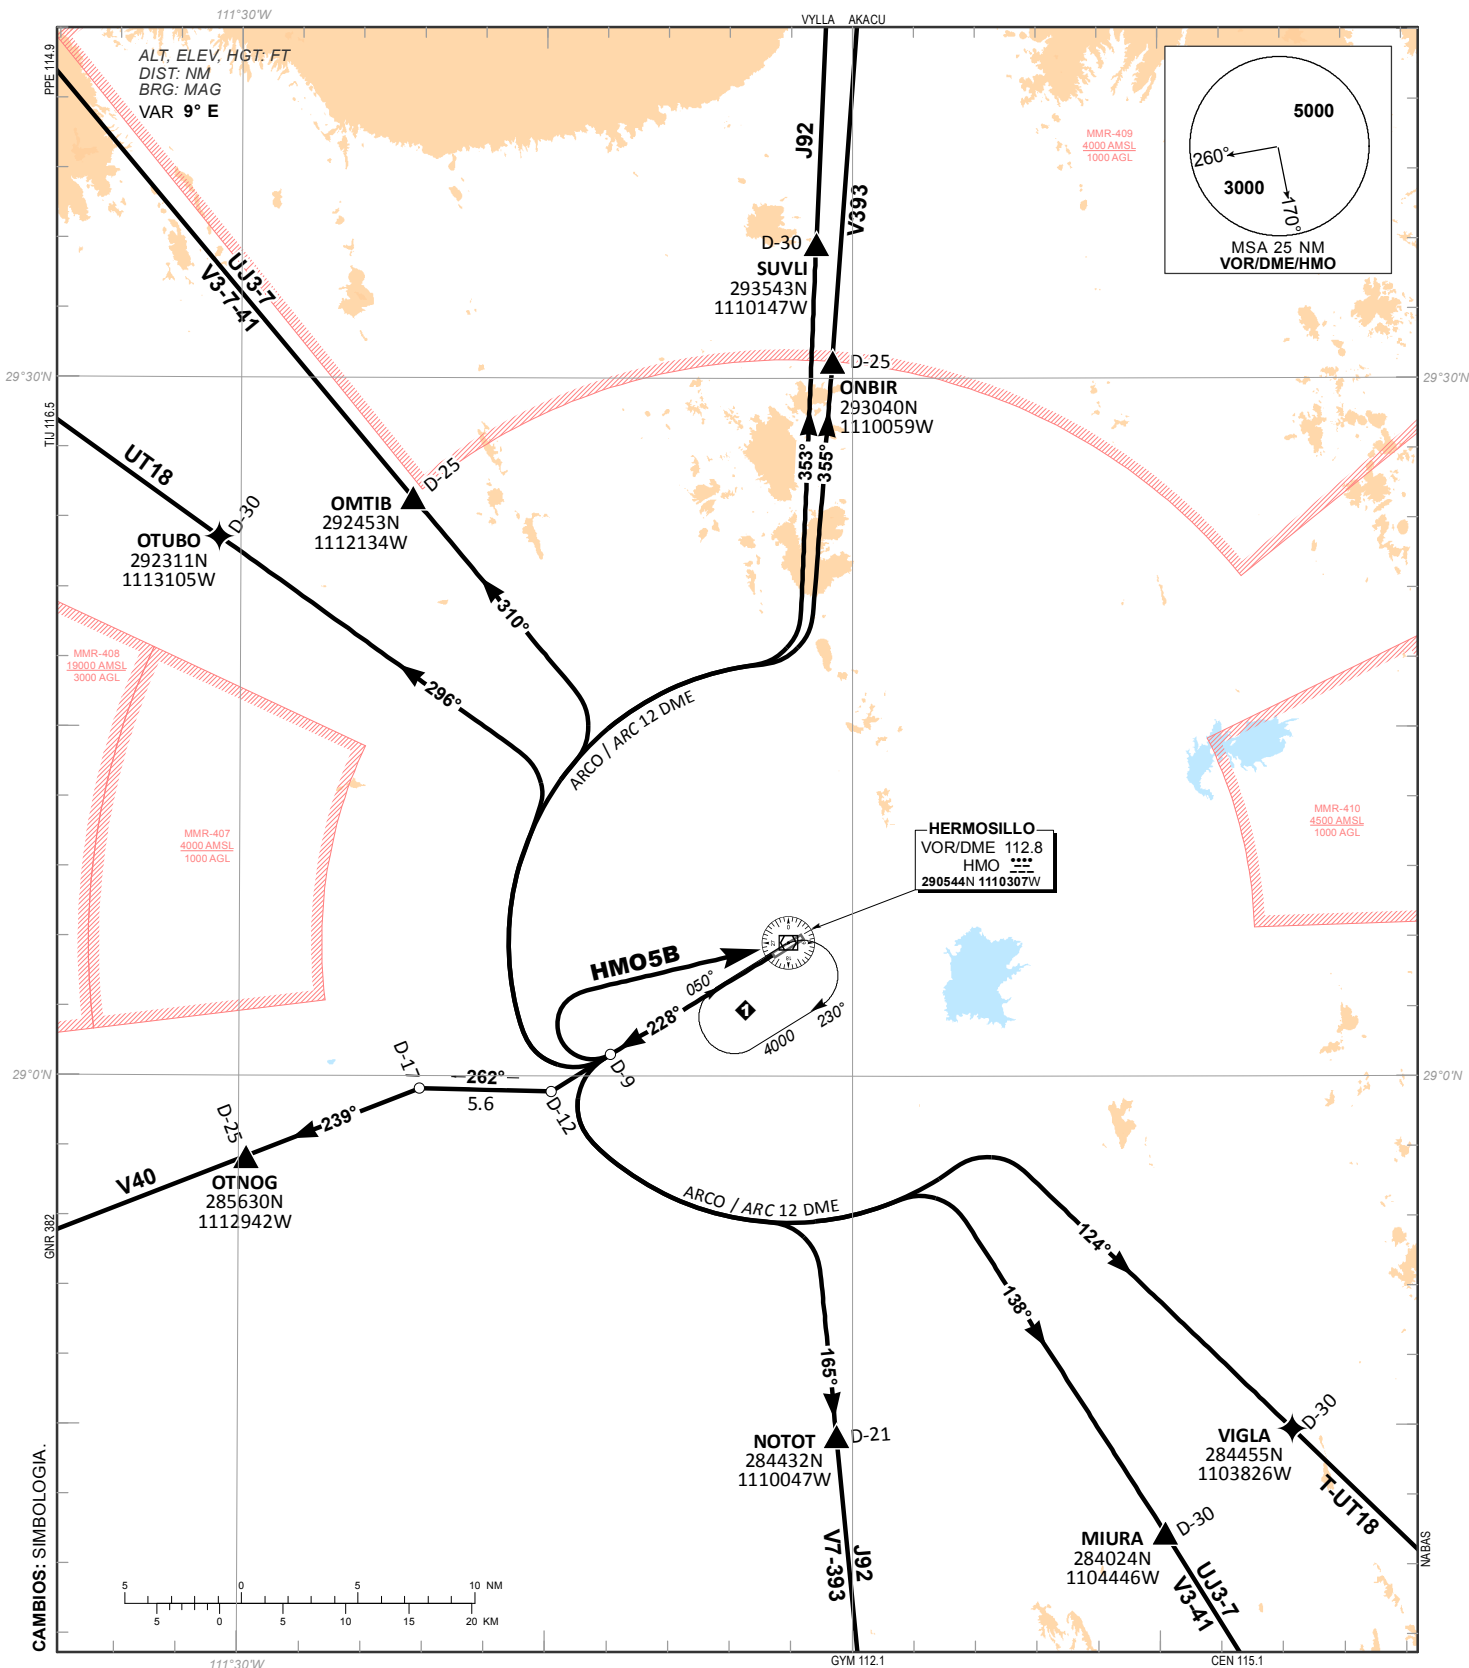 111°30'W
VYLLA AKACU
PPE 114.9
ALT, ELEV, HGT: FT
DIST: NM
BRG: MAG
VAR 9° E
5000
260°
3000
170°
MSA 25 NM
VOR/DME/HMO
MMR-409
4000 AMSL
1000 AGL
J92
V393
D-30
SUVLI
293543N
1110147W
UJ3-7
V3-7-41
29°30'N
29°30'N
D-25
ONBIR
293040N
1110059W
TIJ 116.5
UT18
D-30
OTUBO
292311N
1113105W
D-25
OMTIB
292453N
1112134W
353°
355°
310°
296°
MMR-408
19000 AMSL
3000 AGL
MMR-407
4000 AMSL
1000 AGL
ARCO / ARC 12 DME
MMR-410
4500 AMSL
1000 AGL
HERMOSILLO
VOR/DME 112.8
HMO
290544N 1110307W
HMO5B
050°
228°
230°
4000
1
29°0'N
29°0'N
D-9
D-17
262°
5.6
D-12
239°
D-25
OTNOG
285630N
1112942W
V40
GNR 382
ARCO / ARC 12 DME
124°
138°
165°
NOTOT
284432N
1110047W
D-21
V7-393
J92
D-30
VIGLA
284455N
1103826W
T-UT18
NABAS
D-30
MIURA
284024N
1104446W
UJ3-7
V3-41
CAMBIOS: SIMBOLOGIA.
5 0 5 10 NM
5 0 5 10 15 20 KM
111°30'W
GYM 112.1
CEN 115.1